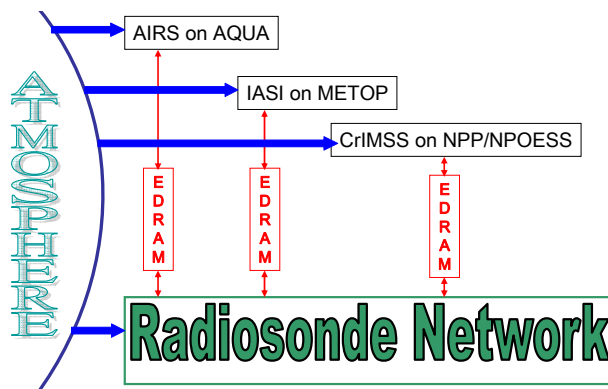 AIRS on AQUA
IASI on METOP
CrIMSS on NPP/NPOESS
ATMOSPHERE
EDRAM
EDRAM
EDRAM
Radiosonde Network